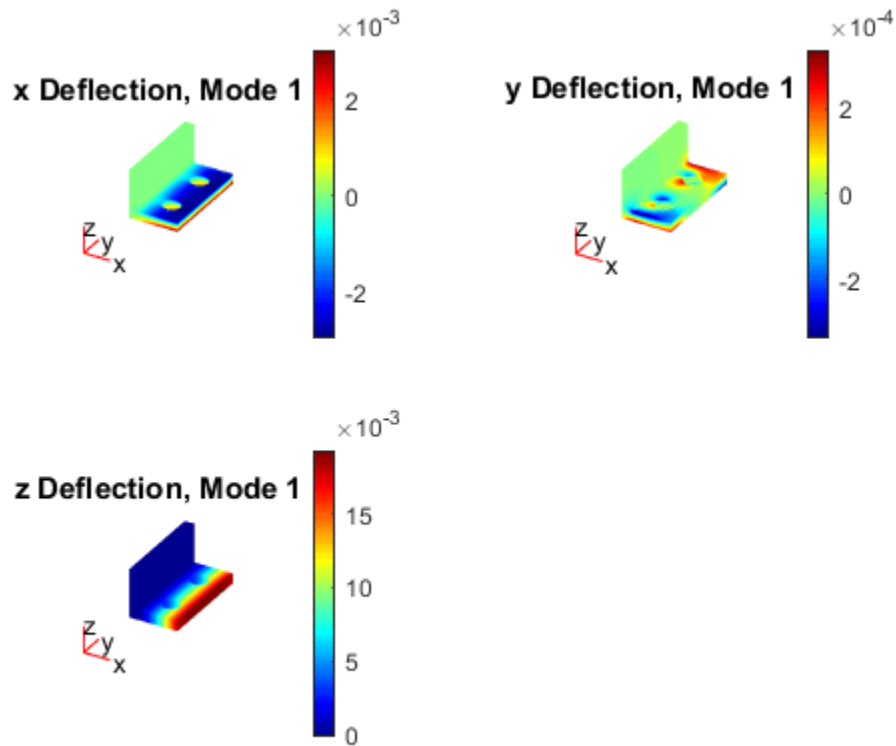 ×10⁻³
x Deflection, Mode 1
2
0
-2
z
y
x
×10⁻⁴
y Deflection, Mode 1
2
0
-2
z
y
x
×10⁻³
z Deflection, Mode 1
15
10
5
0
z
y
x